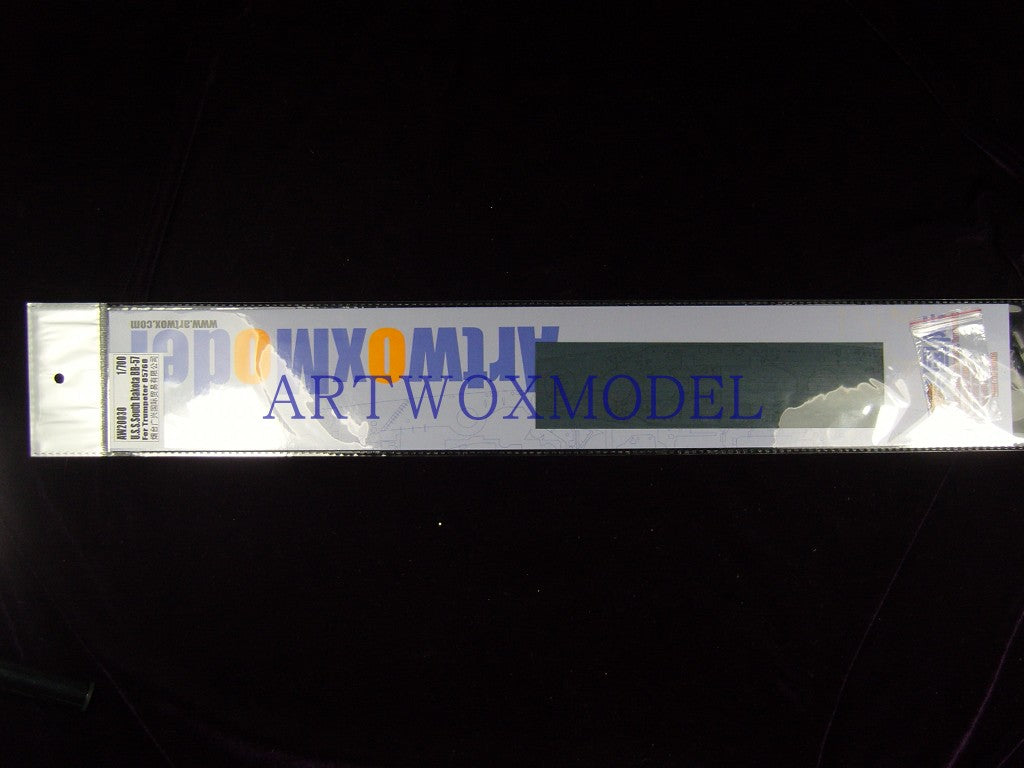 www.artwox.com
ArtwoxModel
ARTWOXMODEL
AW20030 1/700
U.S.S.South Dakota BB-57
For Trumpeter 05760